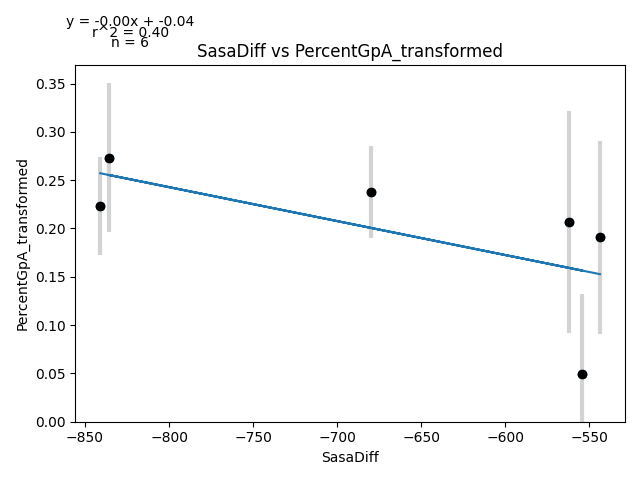 y = -0.00x + -0.04
r^2 = 0.40
n = 6
SasaDiff vs PercentGpA_transformed
PercentGpA_transformed
0.35
0.30
0.25
0.20
0.15
0.10
0.05
0.00
−850 −800 −750 −700 −650 −600 −550
SasaDiff